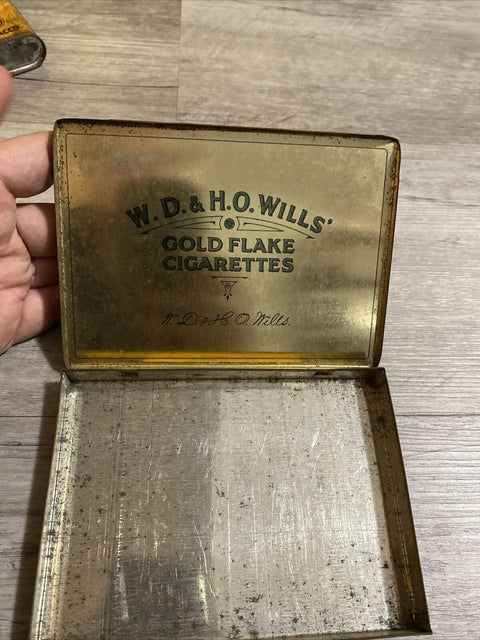 W. D. & H. O. WILLS'
GOLD FLAKE
CIGARETTES
W. D. & H. O. Wills.